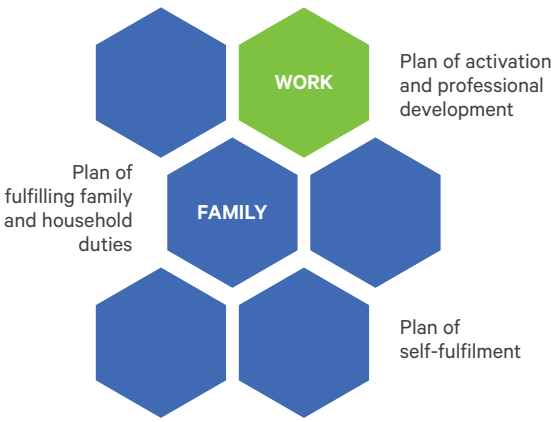 WORK
Plan of activation
and professional
development
Plan of
fulfilling family
and household
duties
FAMILY
Plan of
self-fulfilment